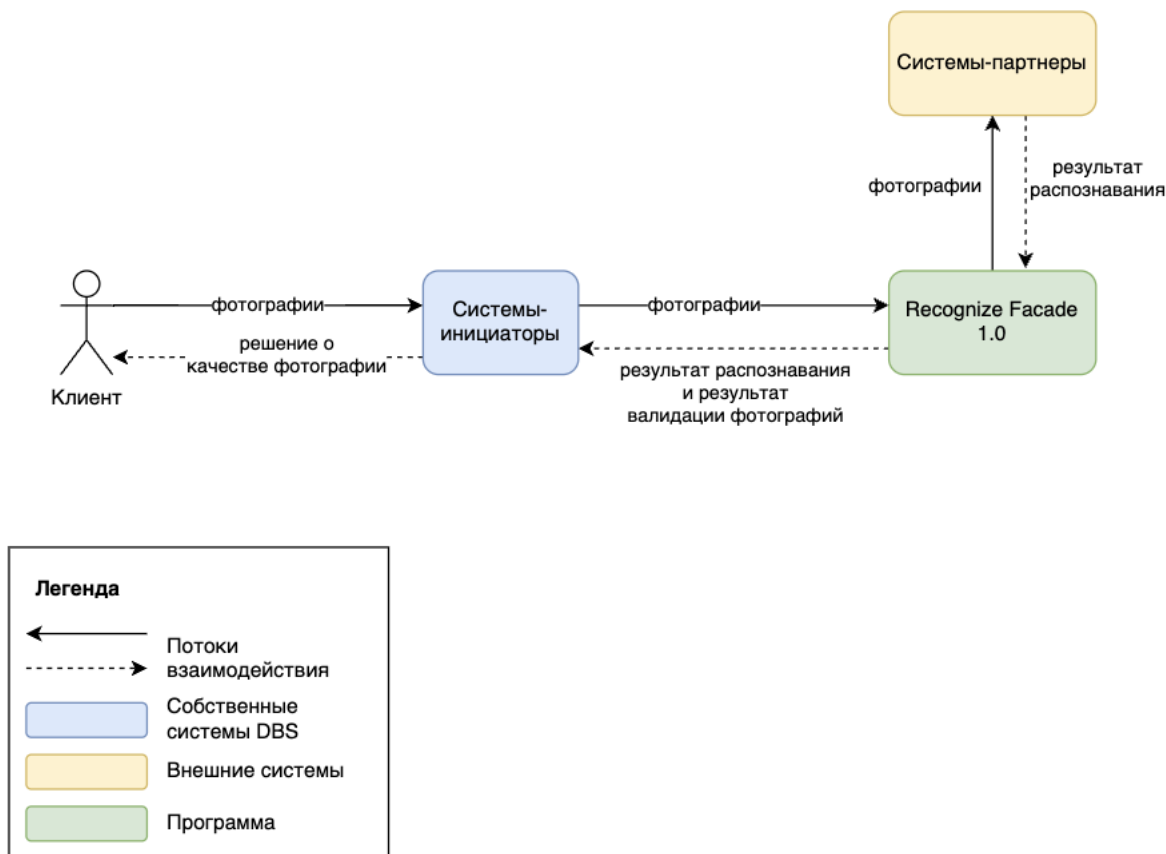 Системы-партнеры
фотографии
результат
распознавания
фотографии
Системы-
инициаторы
фотографии
Recognize Facade
1.0
решение о
качестве фотографии
Клиент
результат распознавания
и результат
валидации фотографий
Легенда
Потоки
взаимодействия
Собственные
системы DBS
Внешние системы
Программа